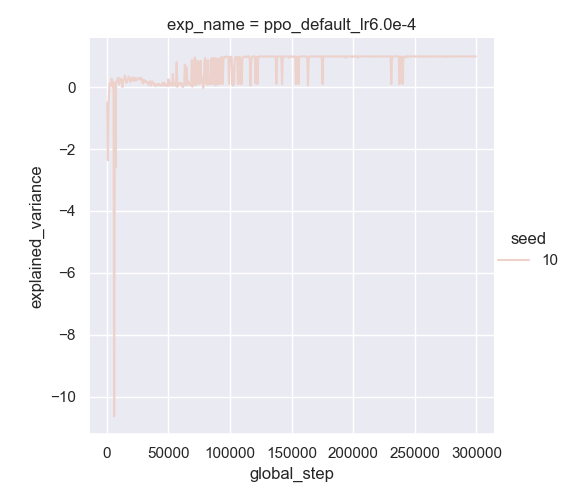 exp_name = ppo_default_lr6.0e-4
explained_variance
0
−2
−4
−6
−8
−10
0 50000 100000 150000 200000 250000 300000
global_step
seed
10